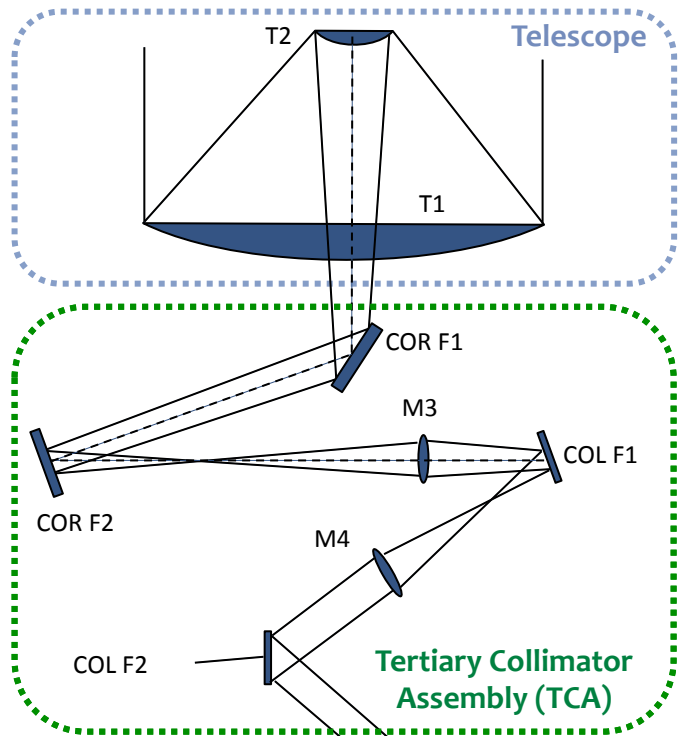 T2
Telescope
T1
COR F1
M3
COL F1
COR F2
M4
COL F2
Tertiary Collimator
Assembly (TCA)